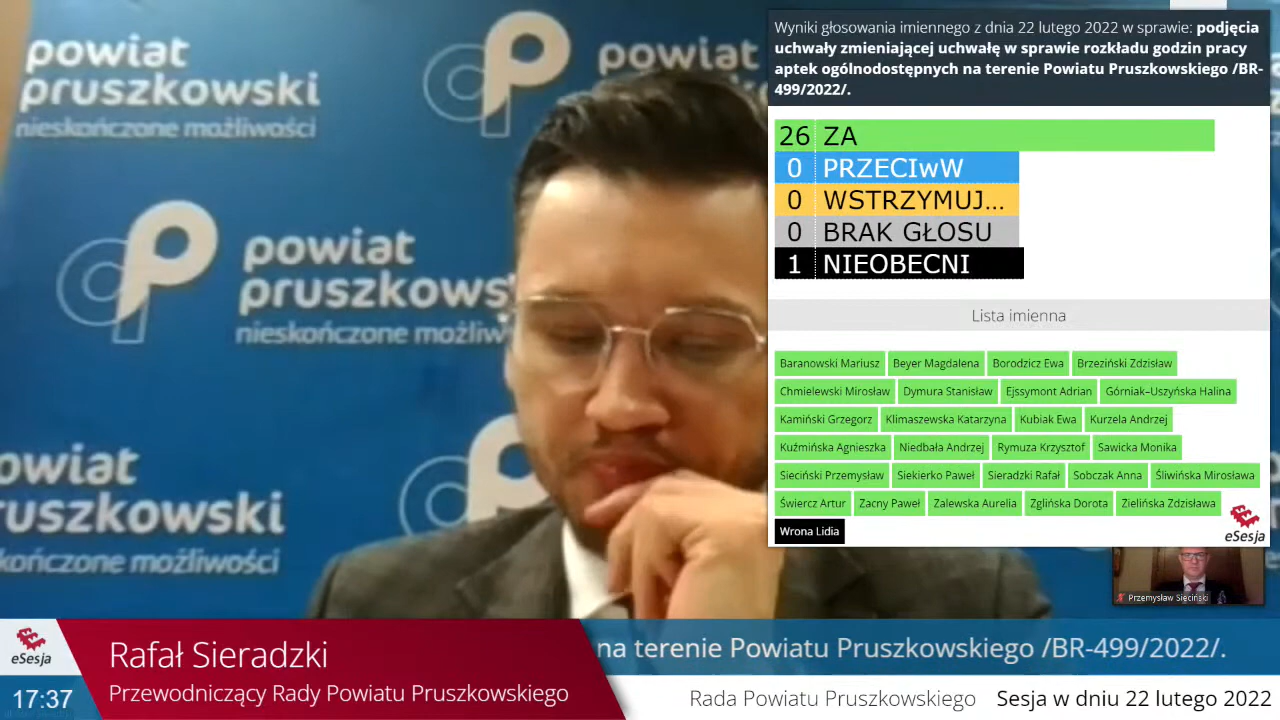 powiat
pruszkowski
nieskończone możliwości
powiat
powiat
pruszkows
nieskończone możliw
owiat
ruszkowski
kończone możliwości
Wyniki głosowania imiennego z dnia 22 lutego 2022 w sprawie: podjęcia
uchwały zmieniającej uchwałę w sprawie rozkładu godzin pracy
aptek ogólnodostępnych na terenie Powiatu Pruszkowskiego /BR-
499/2022/.
26 ZA
0 PRZECIwW
0 WSTRZYMUJ...
0 BRAK GŁOSU
1 NIEOBECNI
Lista imienna
Baranowski Mariusz Beyer Magdalena Borodzicz Ewa Brzeziński Zdzisław
Chmielewski Mirosław Dymura Stanisław Ejssymont Adrian Górniak–Uszyńska Halina
Kamiński Grzegorz Klimaszewska Katarzyna Kubiak Ewa Kurzela Andrzej
Kuźmińska Agnieszka Niedbała Andrzej Rymuza Krzysztof Sawicka Monika
Sieciński Przemysław Siekierko Paweł Sieradzki Rafał Sobczak Anna Śliwińska Mirosława
Świercz Artur Zacny Paweł Zalewska Aurelia Zglińska Dorota Zielińska Zdzisława
Wrona Lidia
eSesja
Przemysław Sieciński
eSesja
17:37
Rafał Sieradzki
Przewodniczący Rady Powiatu Pruszkowskiego
na terenie Powiatu Pruszkowskiego /BR-499/2022/.
Rada Powiatu Pruszkowskiego Sesja w dniu 22 lutego 2022